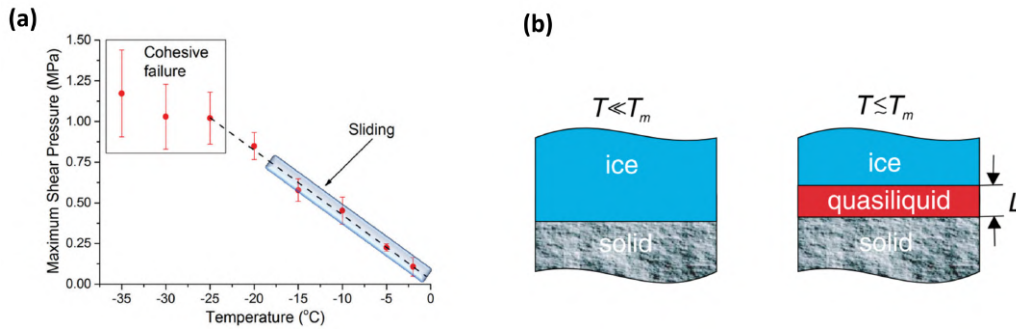 (a)
Maximum Shear Pressure (MPa)
1.50
1.25
1.00
0.75
0.50
0.25
0.00
Cohesive
failure
Sliding
-35 -30 -25 -20 -15 -10 -5 0
Temperature (°C)
(b)
T≪Tm
ice
solid
T≲Tm
ice
quasiliquid
solid
L